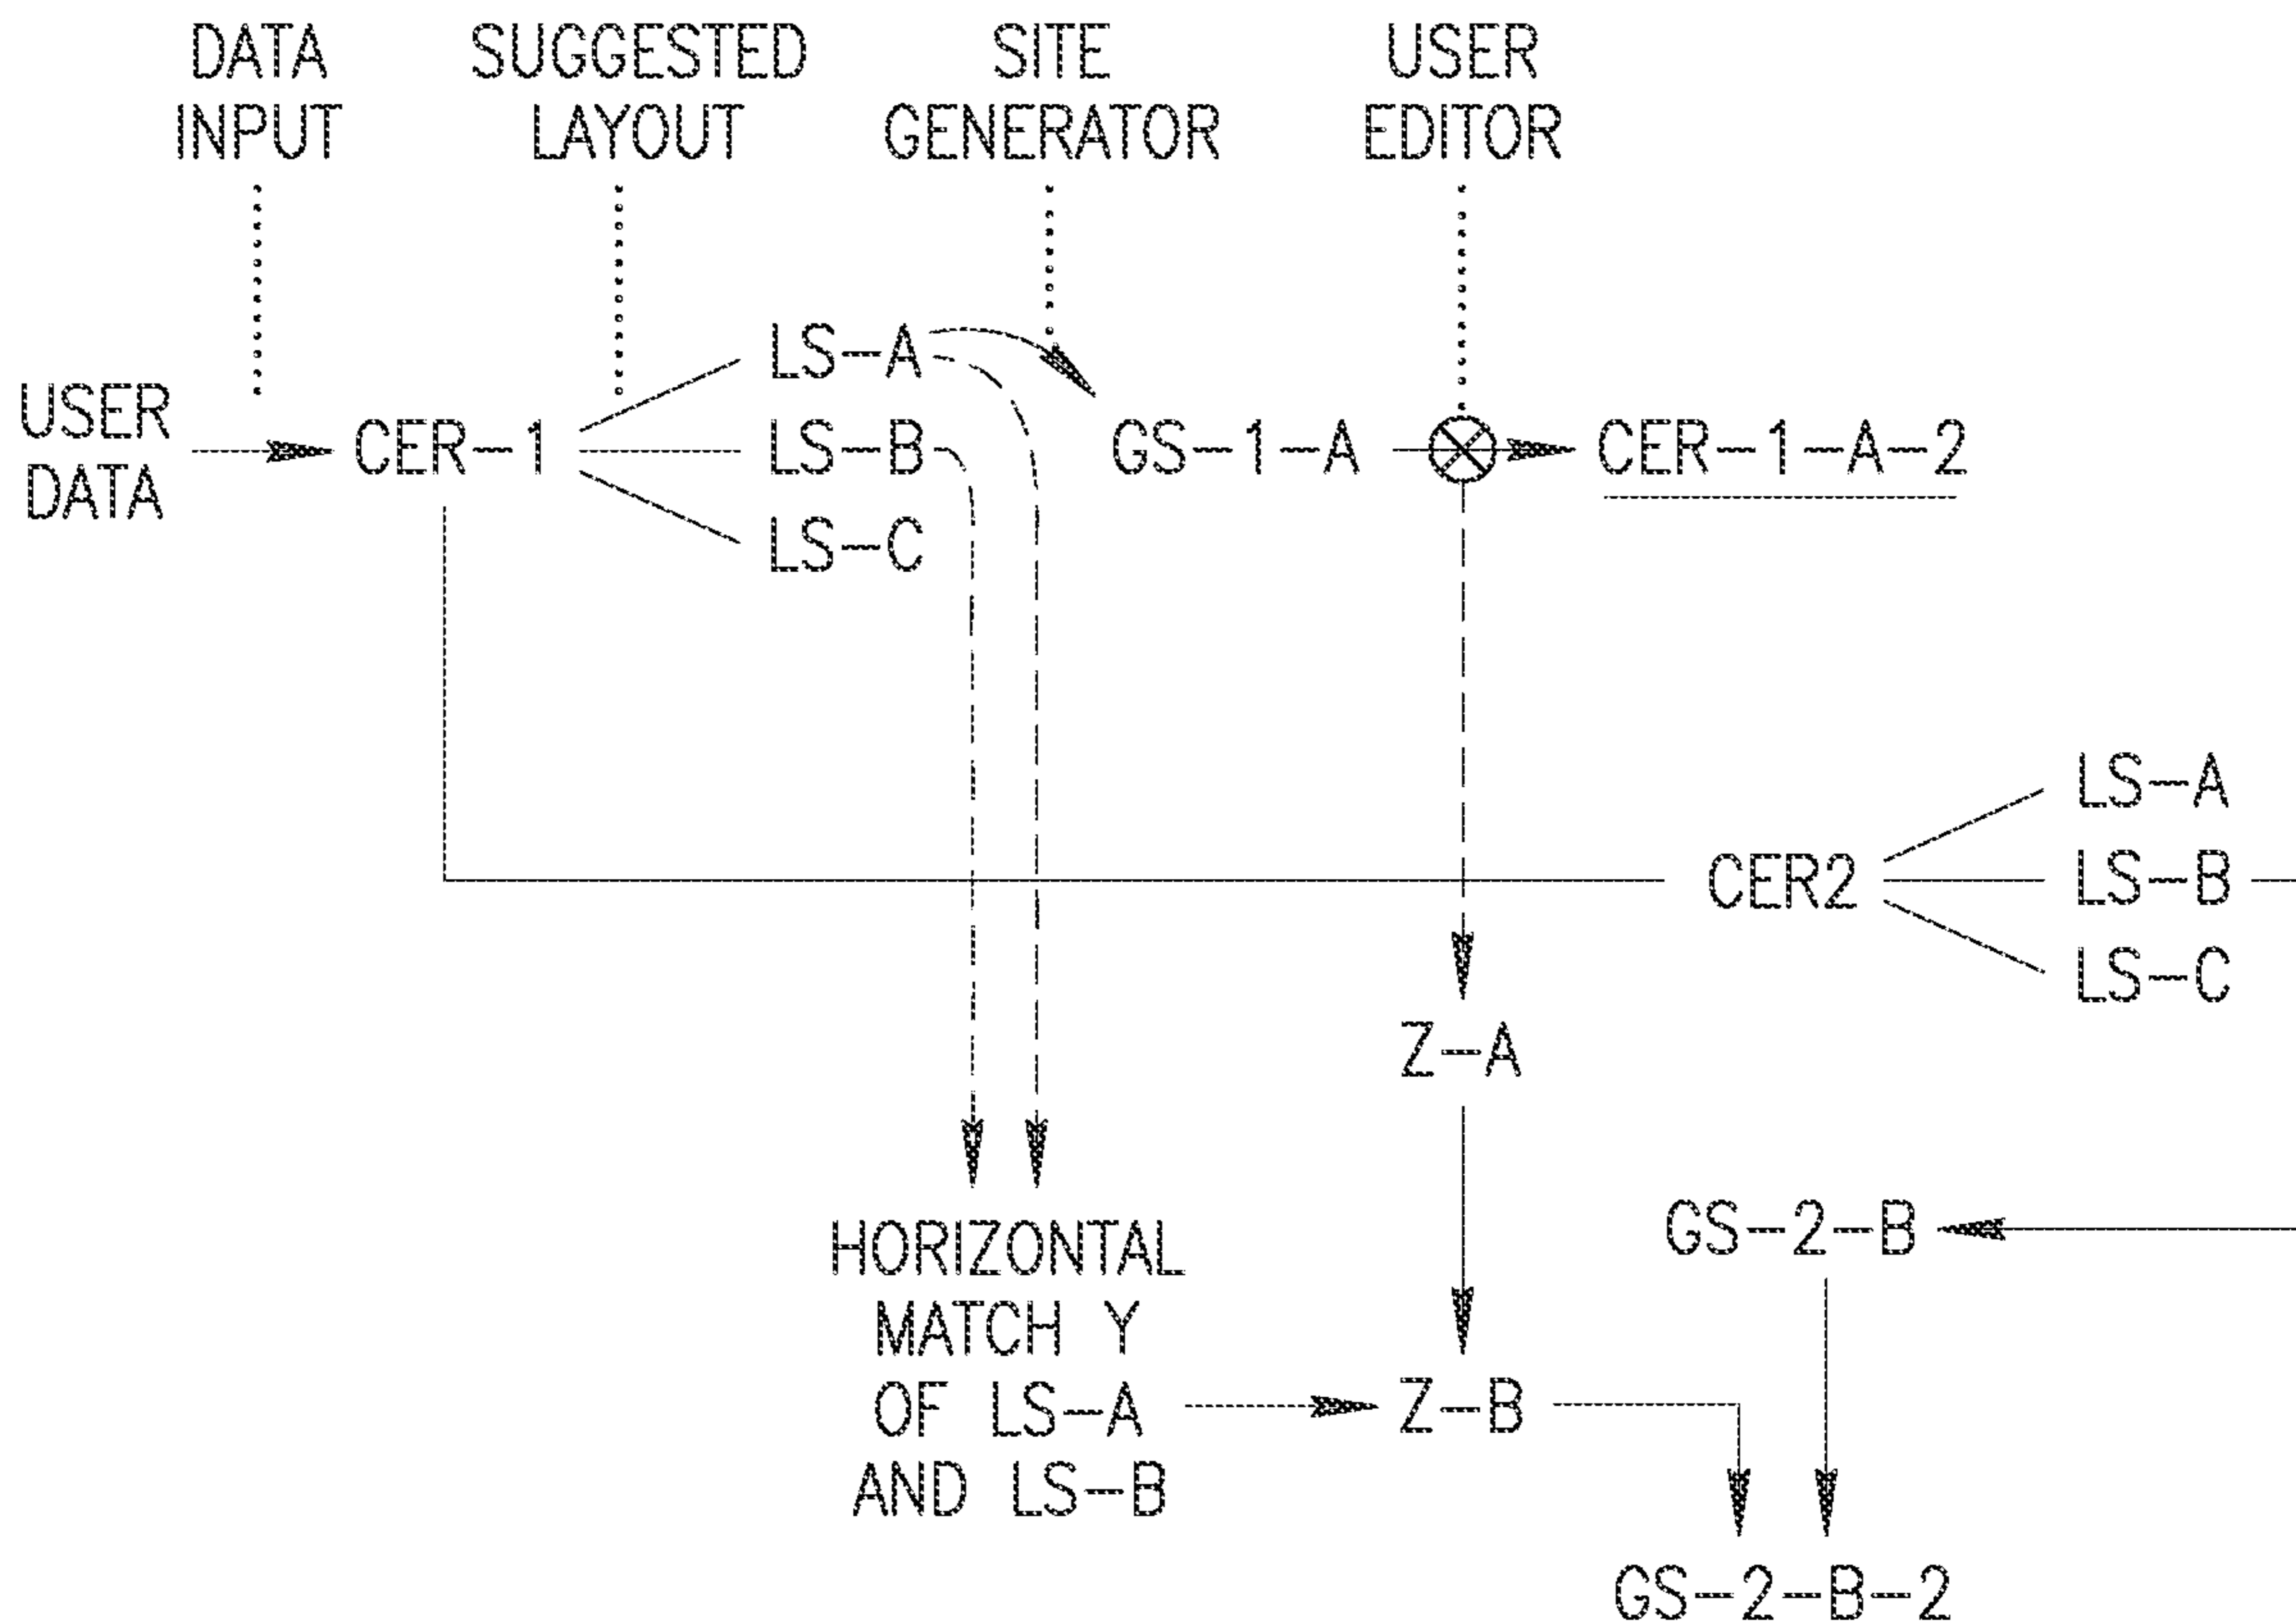 DATA
INPUT
SUGGESTED
LAYOUT
SITE
GENERATOR
USER
EDITOR
USER
DATA
CER-1
LS-A
LS-B
LS-C
GS-1-A
CER-1-A-2
CER2
LS-A
LS-B
LS-C
Z-A
HORIZONTAL
MATCH Y
OF LS-A
AND LS-B
Z-B
GS-2-B
GS-2-B-2